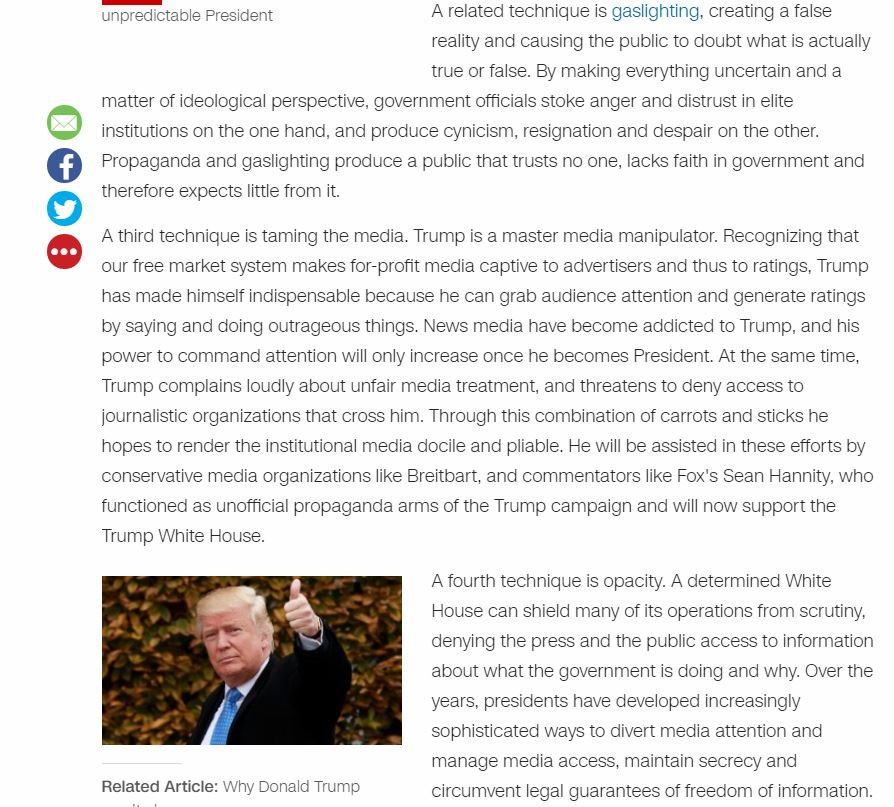 unpredictable President
A related technique is gaslighting, creating a false
reality and causing the public to doubt what is actually
true or false. By making everything uncertain and a
matter of ideological perspective, government officials stoke anger and distrust in elite
institutions on the one hand, and produce cynicism, resignation and despair on the other.
Propaganda and gaslighting produce a public that trusts no one, lacks faith in government and
therefore expects little from it.
A third technique is taming the media. Trump is a master media manipulator. Recognizing that
our free market system makes for-profit media captive to advertisers and thus to ratings, Trump
has made himself indispensable because he can grab audience attention and generate ratings
by saying and doing outrageous things. News media have become addicted to Trump, and his
power to command attention will only increase once he becomes President. At the same time,
Trump complains loudly about unfair media treatment, and threatens to deny access to
journalistic organizations that cross him. Through this combination of carrots and sticks he
hopes to render the institutional media docile and pliable. He will be assisted in these efforts by
conservative media organizations like Breitbart, and commentators like Fox's Sean Hannity, who
functioned as unofficial propaganda arms of the Trump campaign and will now support the
Trump White House.
A fourth technique is opacity. A determined White
House can shield many of its operations from scrutiny,
denying the press and the public access to information
about what the government is doing and why. Over the
years, presidents have developed increasingly
sophisticated ways to divert media attention and
manage media access, maintain secrecy and
circumvent legal guarantees of freedom of information.
Related Article: Why Donald Trump